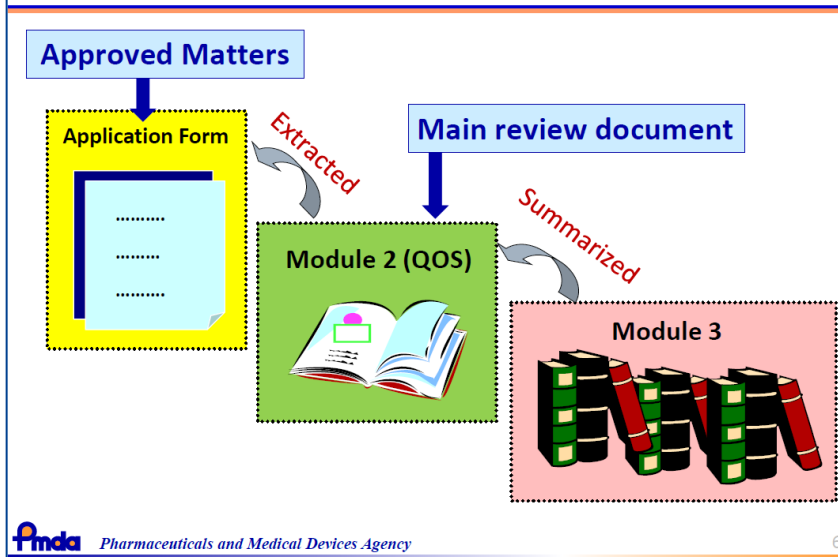 Approved Matters
Application Form
..........
.........
..........
Extracted
Main review document
Module 2 (QOS)
Summarized
Module 3
Pmda Pharmaceuticals and Medical Devices Agency